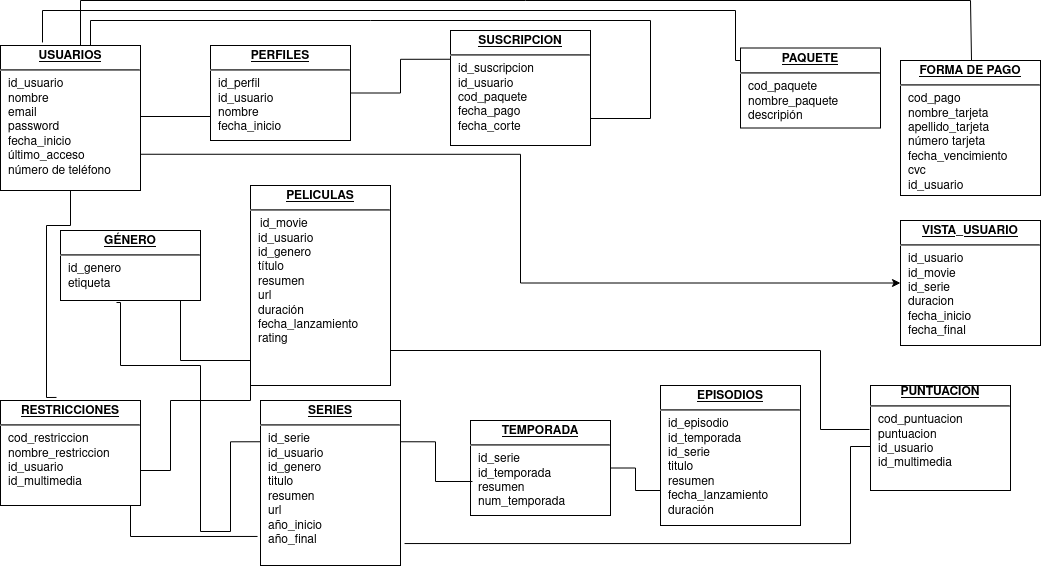 USUARIOS
id_usuario
nombre
email
password
fecha_inicio
último_acceso
número de teléfono
PERFILES
id_perfil
id_usuario
nombre
fecha_inicio
SUSCRIPCION
id_suscripcion
id_usuario
cod_paquete
fecha_pago
fecha_corte
PAQUETE
cod_paquete
nombre_paquete
descripión
FORMA DE PAGO
cod_pago
nombre_tarjeta
apellido_tarjeta
número tarjeta
fecha_vencimiento
cvc
id_usuario
GÉNERO
id_genero
etiqueta
PELICULAS
id_movie
id_usuario
id_genero
título
resumen
url
duración
fecha_lanzamiento
rating
VISTA_USUARIO
id_usuario
id_movie
id_serie
duracion
fecha_inicio
fecha_final
RESTRICCIONES
cod_restriccion
nombre_restriccion
id_usuario
id_multimedia
SERIES
id_serie
id_usuario
id_genero
titulo
resumen
url
año_inicio
año_final
TEMPORADA
id_serie
id_temporada
resumen
num_temporada
EPISODIOS
id_episodio
id_temporada
id_serie
titulo
resumen
fecha_lanzamiento
duración
PUNTUACION
cod_puntuacion
puntuacion
id_usuario
id_multimedia